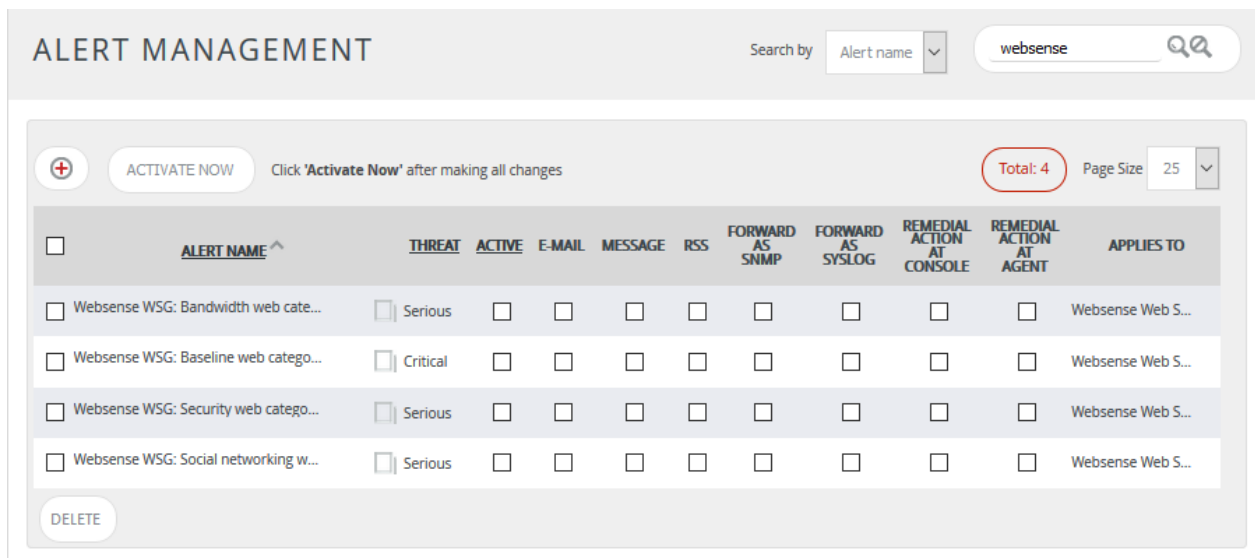 ALERT MANAGEMENT
Search by
Alert name
websense
ACTIVATE NOW
Click 'Activate Now' after making all changes
Total: 4
Page Size
25
ALERT NAME
THREAT
ACTIVE
E-MAIL
MESSAGE
RSS
FORWARD AS SNMP
FORWARD AS SYSLOG
REMEDIAL ACTION AT CONSOLE
REMEDIAL ACTION AT AGENT
APPLIES TO
Websense WSG: Bandwidth web cate... Serious Websense Web S...
Websense WSG: Baseline web catego... Critical Websense Web S...
Websense WSG: Security web catego... Serious Websense Web S...
Websense WSG: Social networking w... Serious Websense Web S...
DELETE